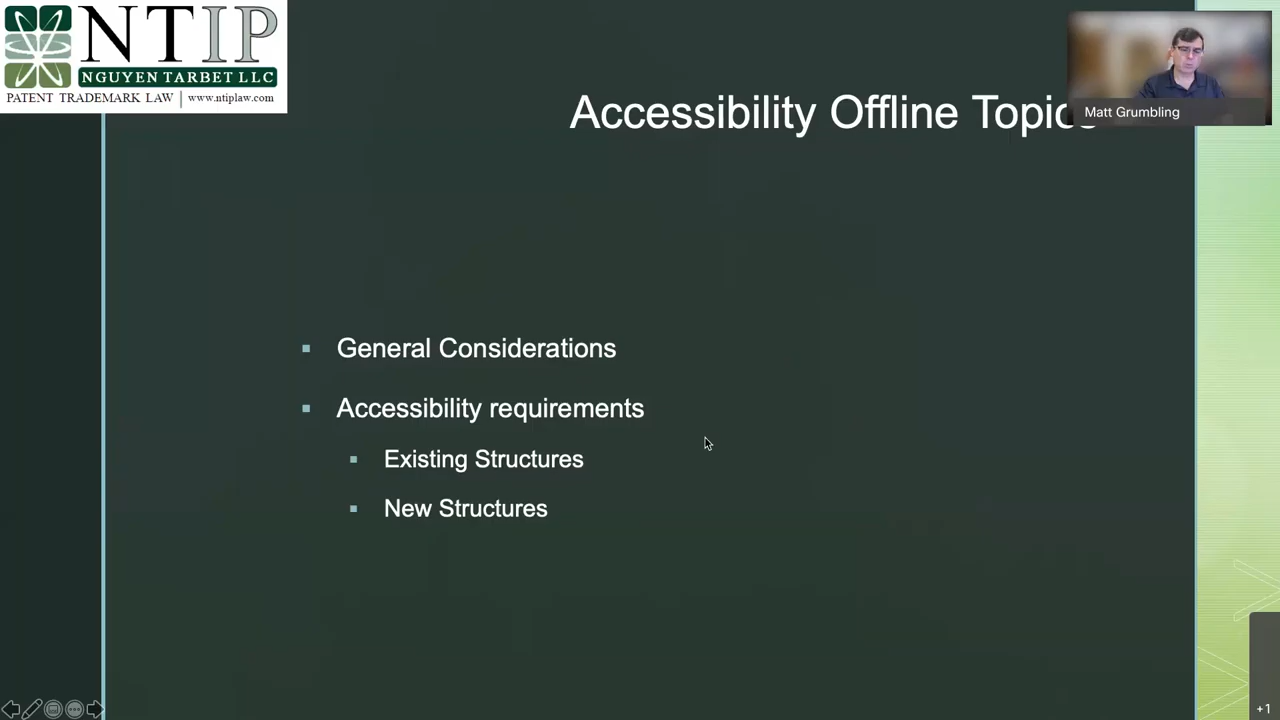 NTIP
NGUYEN TARBET LLC
PATENT TRADEMARK LAW | www.ntiplaw.com
Matt Grumbling
Accessibility Offline Topics
General Considerations
Accessibility requirements
Existing Structures
New Structures
+1